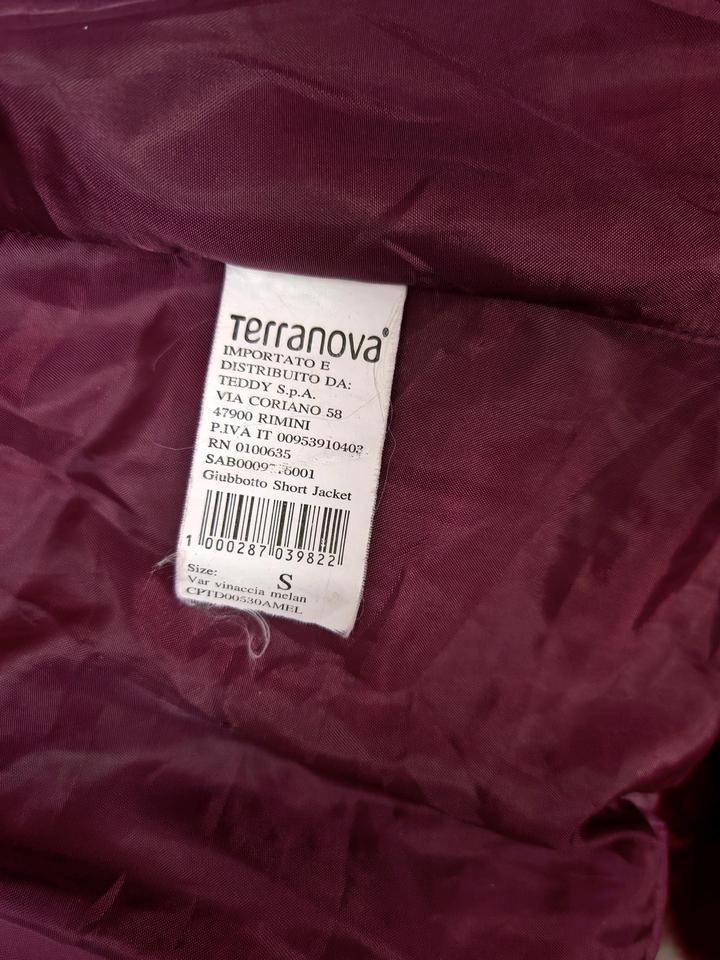 Terranova®
IMPORTATO E
DISTRIBUITO DA:
TEDDY S.p.A.
VIA CORIANO 58
47900 RIMINI
P.IVA IT
RN 0100635
Giubbotto Short Jacket
1 000287 039822
Size: S
Var vinaccia melan
CPTD00530AMEL